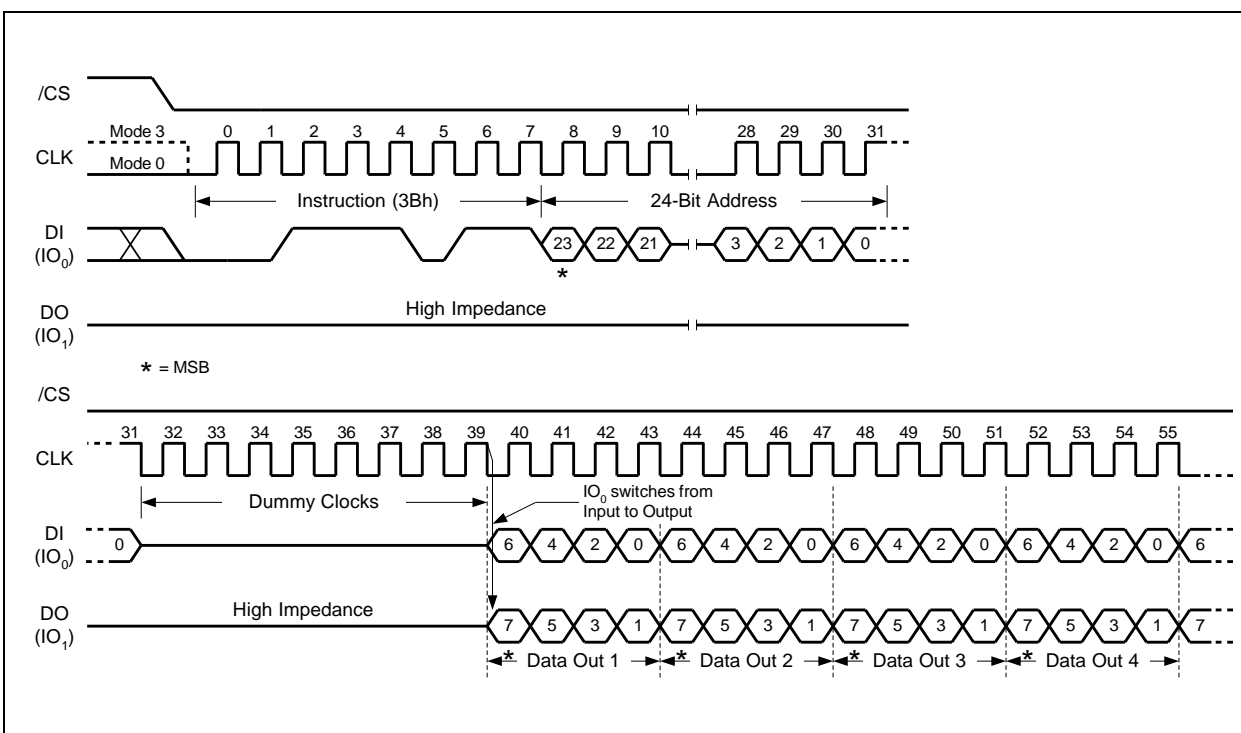 /CS
Mode 3 0 1 2 3 4 5 6 7 8 9 10 28 29 30 31
CLK Mode 0
Instruction (3Bh) 24-Bit Address
DI
(IO0) 23 22 21 3 2 1 0
*
DO High Impedance
(IO1)
* = MSB
/CS
31 32 33 34 35 36 37 38 39 40 41 42 43 44 45 46 47 48 49 50 51 52 53 54 55
CLK
Dummy Clocks IO0 switches from
Input to Output
DI
(IO0) 0 6 4 2 0 6 4 2 0 6 4 2 0 6 4 2 0 6
DO High Impedance
(IO1) 7 5 3 1 7 5 3 1 7 5 3 1 7 5 3 1 7
* Data Out 1 * Data Out 2 * Data Out 3 * Data Out 4